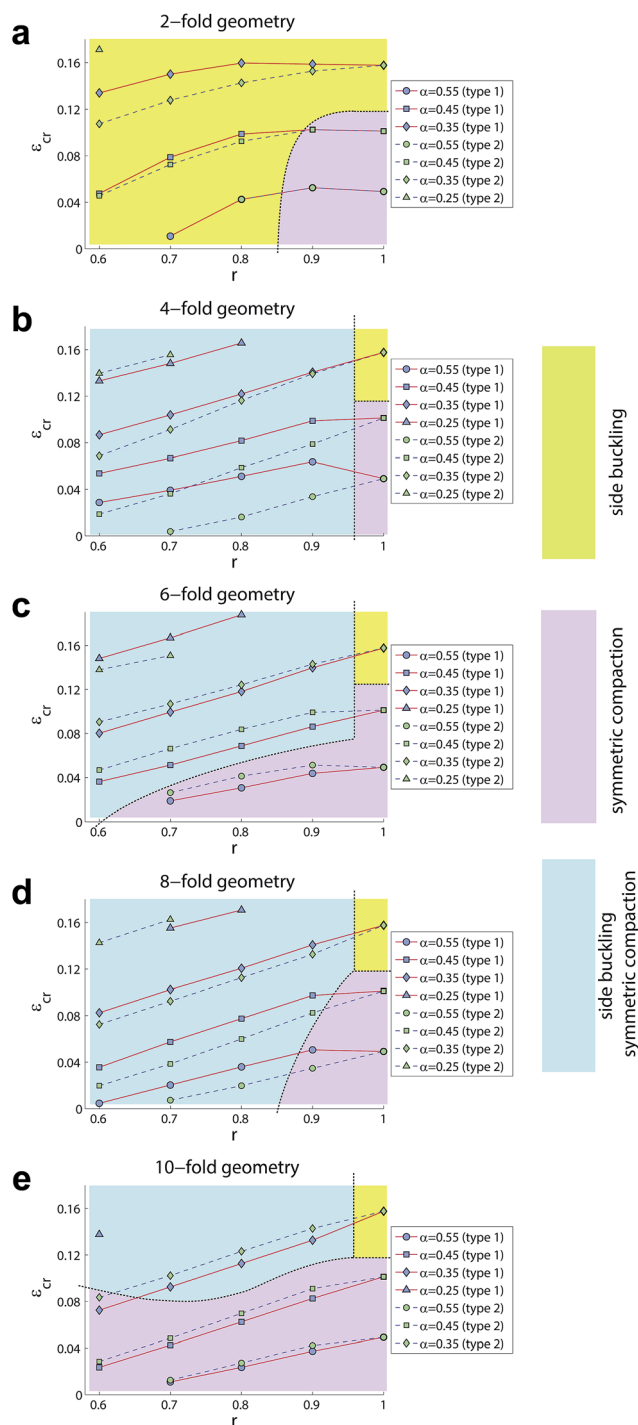 a
2-fold geometry
εcr
0.16
0.12
0.08
0.04
0
0.6 0.7 0.8 0.9 1
r
α=0.55 (type 1)
α=0.45 (type 1)
α=0.35 (type 1)
α=0.55 (type 2)
α=0.45 (type 2)
α=0.35 (type 2)
α=0.25 (type 2)
b
4-fold geometry
εcr
0.16
0.12
0.08
0.04
0
0.6 0.7 0.8 0.9 1
r
α=0.55 (type 1)
α=0.45 (type 1)
α=0.35 (type 1)
α=0.25 (type 1)
α=0.55 (type 2)
α=0.45 (type 2)
α=0.35 (type 2)
α=0.25 (type 2)
side buckling
c
6-fold geometry
εcr
0.16
0.12
0.08
0.04
0
0.6 0.7 0.8 0.9 1
r
α=0.55 (type 1)
α=0.45 (type 1)
α=0.35 (type 1)
α=0.25 (type 1)
α=0.55 (type 2)
α=0.45 (type 2)
α=0.35 (type 2)
α=0.25 (type 2)
symmetric compaction
d
8-fold geometry
εcr
0.16
0.12
0.08
0.04
0
0.6 0.7 0.8 0.9 1
r
α=0.55 (type 1)
α=0.45 (type 1)
α=0.35 (type 1)
α=0.25 (type 1)
α=0.55 (type 2)
α=0.45 (type 2)
α=0.35 (type 2)
α=0.25 (type 2)
side buckling
symmetric compaction
e
10-fold geometry
εcr
0.16
0.12
0.08
0.04
0
0.6 0.7 0.8 0.9 1
r
α=0.55 (type 1)
α=0.45 (type 1)
α=0.35 (type 1)
α=0.25 (type 1)
α=0.55 (type 2)
α=0.45 (type 2)
α=0.35 (type 2)